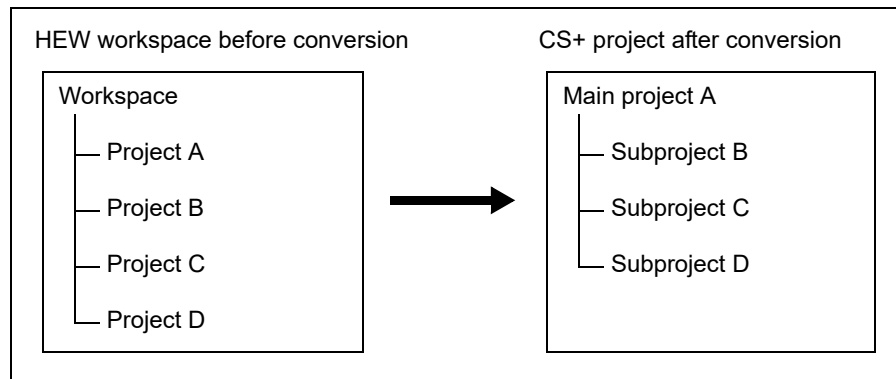 HEW workspace before conversion
Workspace
Project A
Project B
Project C
Project D
CS+ project after conversion
Main project A
Subproject B
Subproject C
Subproject D